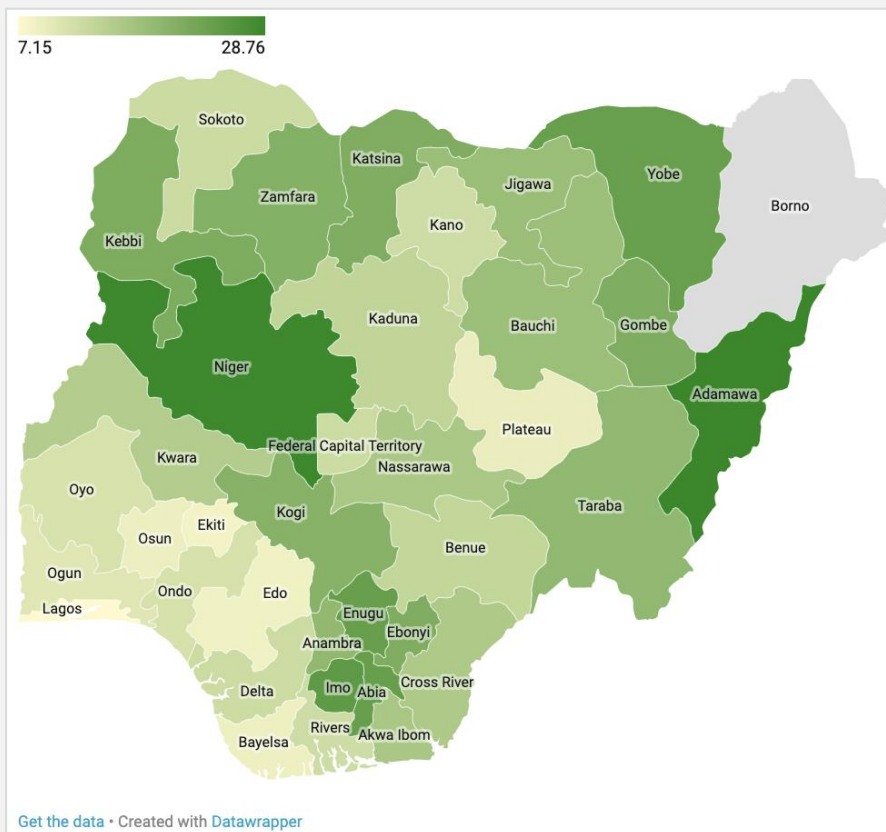 7.15 28.76
Sokoto
Katsina
Yobe
Jigawa
Zamfara
Borno
Kano
Kebbi
Kaduna
Gombe
Bauchi
Niger
Adamawa
Plateau
Federal Capital Territory
Kwara
Nassarawa
Oyo
Taraba
Kogi
Ekiti
Osun
Benue
Ogun
Ondo
Edo
Lagos
Enugu
Ebonyi
Anambra
Cross River
Imo
Abia
Delta
Rivers
Akwa Ibom
Bayelsa
Get the data • Created with Datawrapper